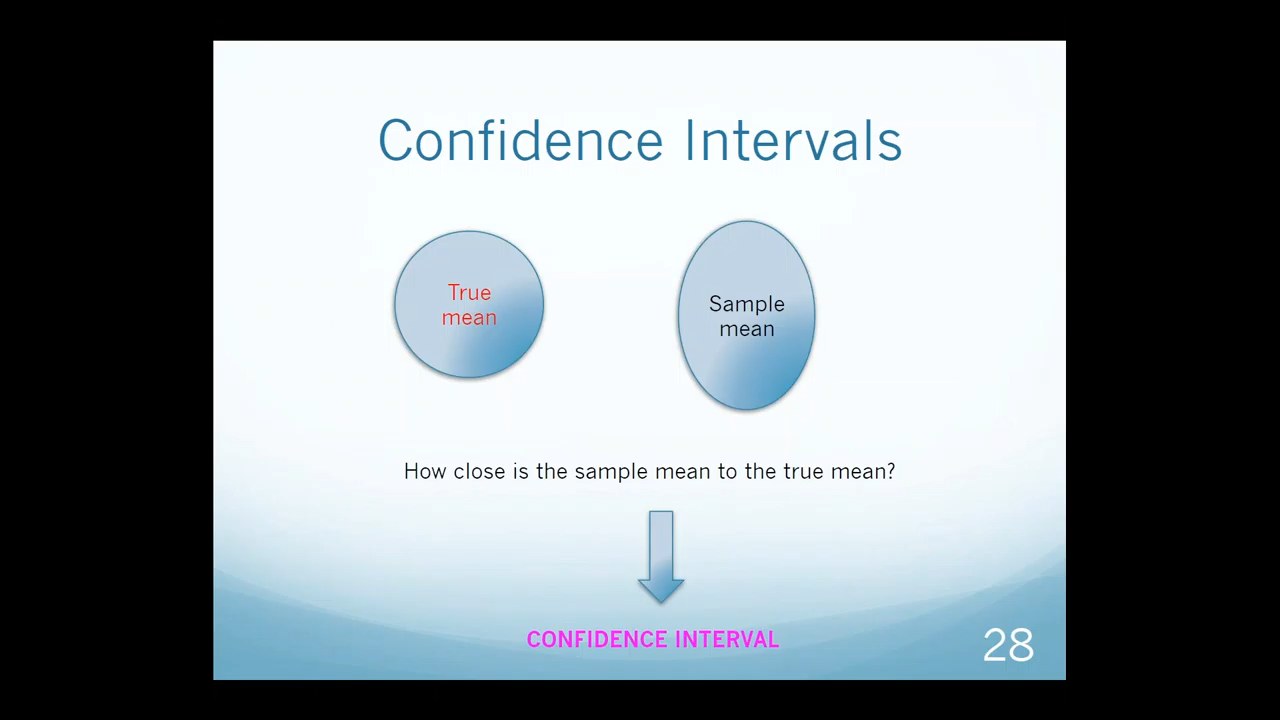 Confidence Intervals
True
mean
Sample
mean
How close is the sample mean to the true mean?
CONFIDENCE INTERVAL
28